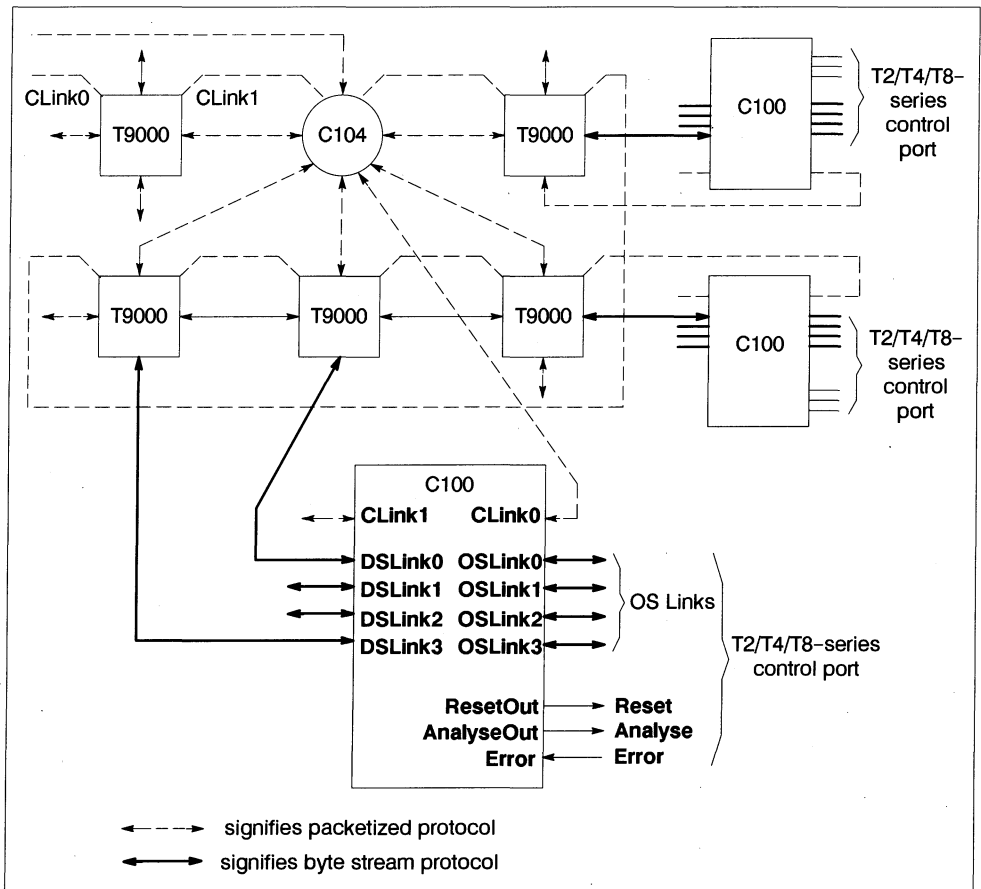 CLink0
CLink1
T9000
C104
T9000
C100
T2/T4/T8–
series
control
port
T9000
T9000
T9000
C100
T2/T4/T8–
series
control
port
C100
CLink1 CLink0
DSLink0 OSLink0
DSLink1 OSLink1
DSLink2 OSLink2
DSLink3 OSLink3
OS Links
T2/T4/T8–series
control port
ResetOut Reset
AnalyseOut Analyse
Error Error
signifies packetized protocol
signifies byte stream protocol